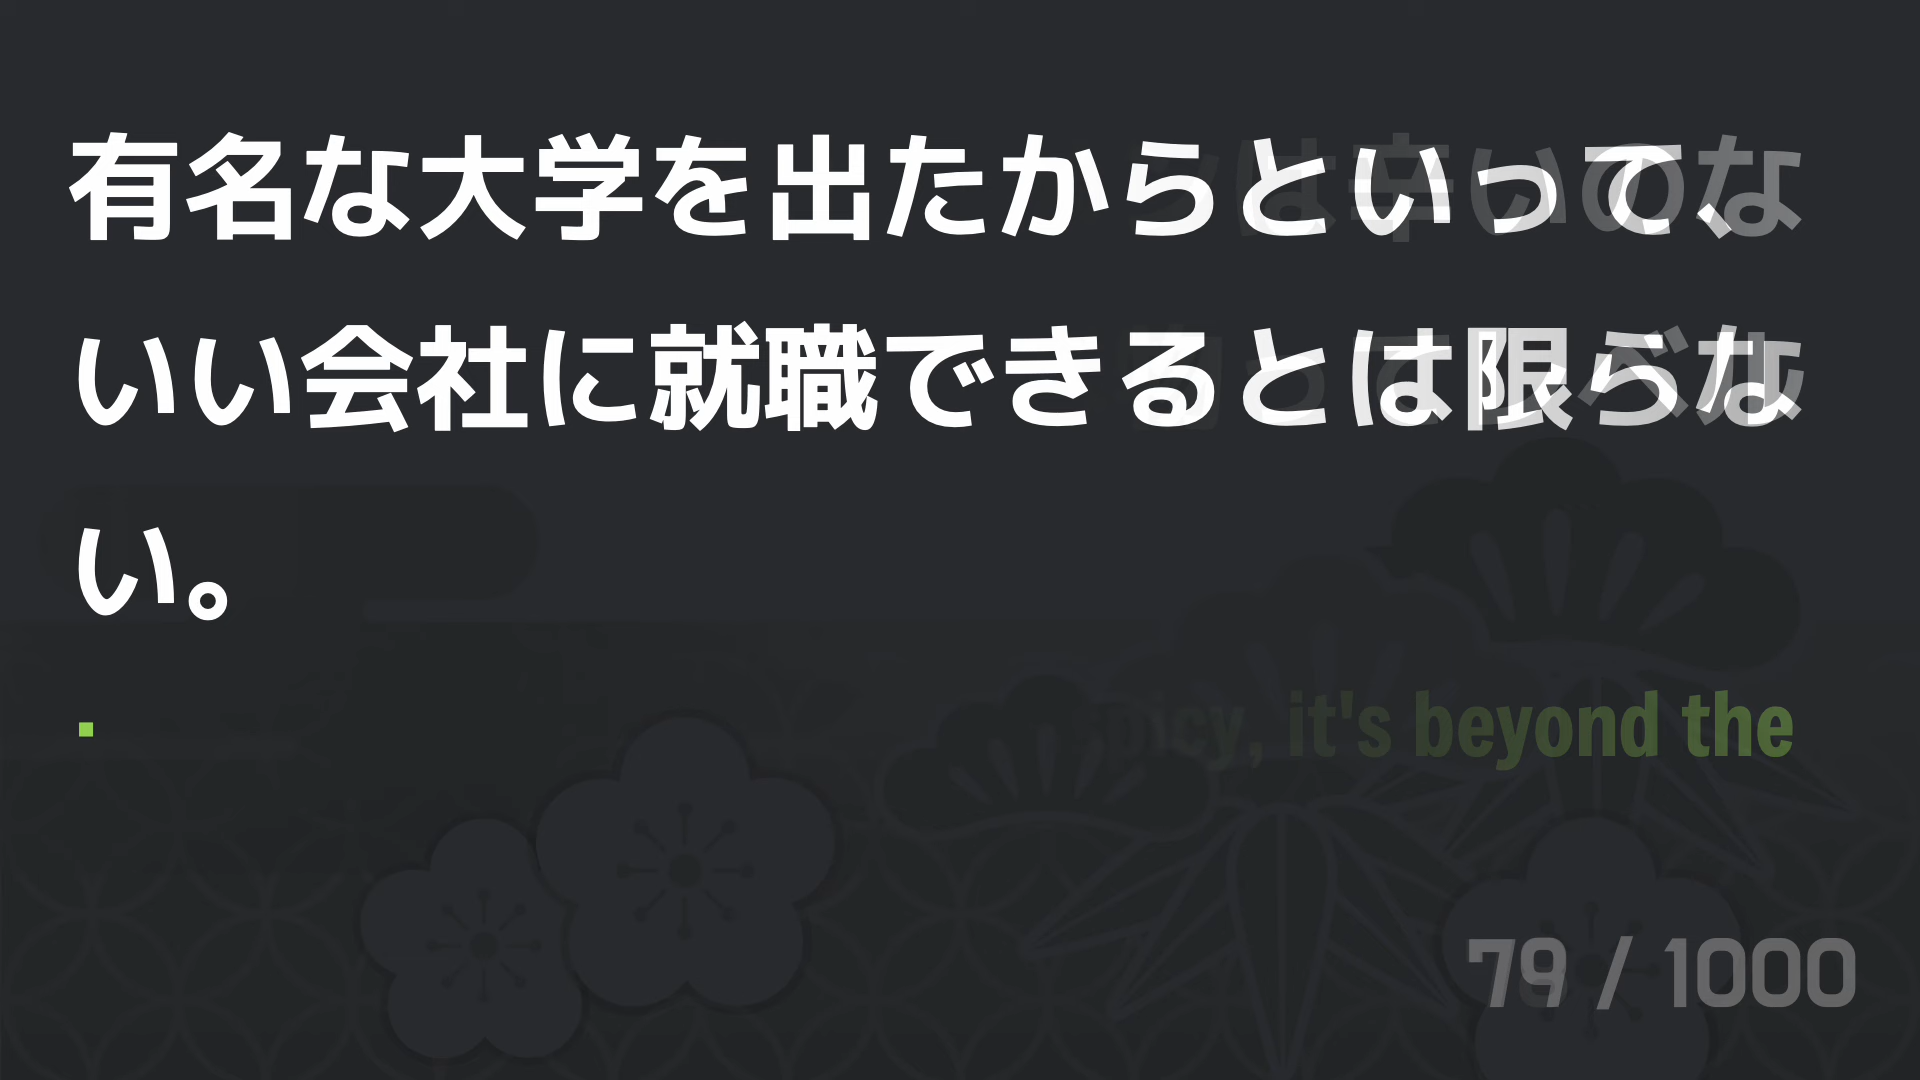 有名な大学を出たからといって、
いい会社に就職できるとは限らな
い。
spicy, it's beyond the
79 / 1000